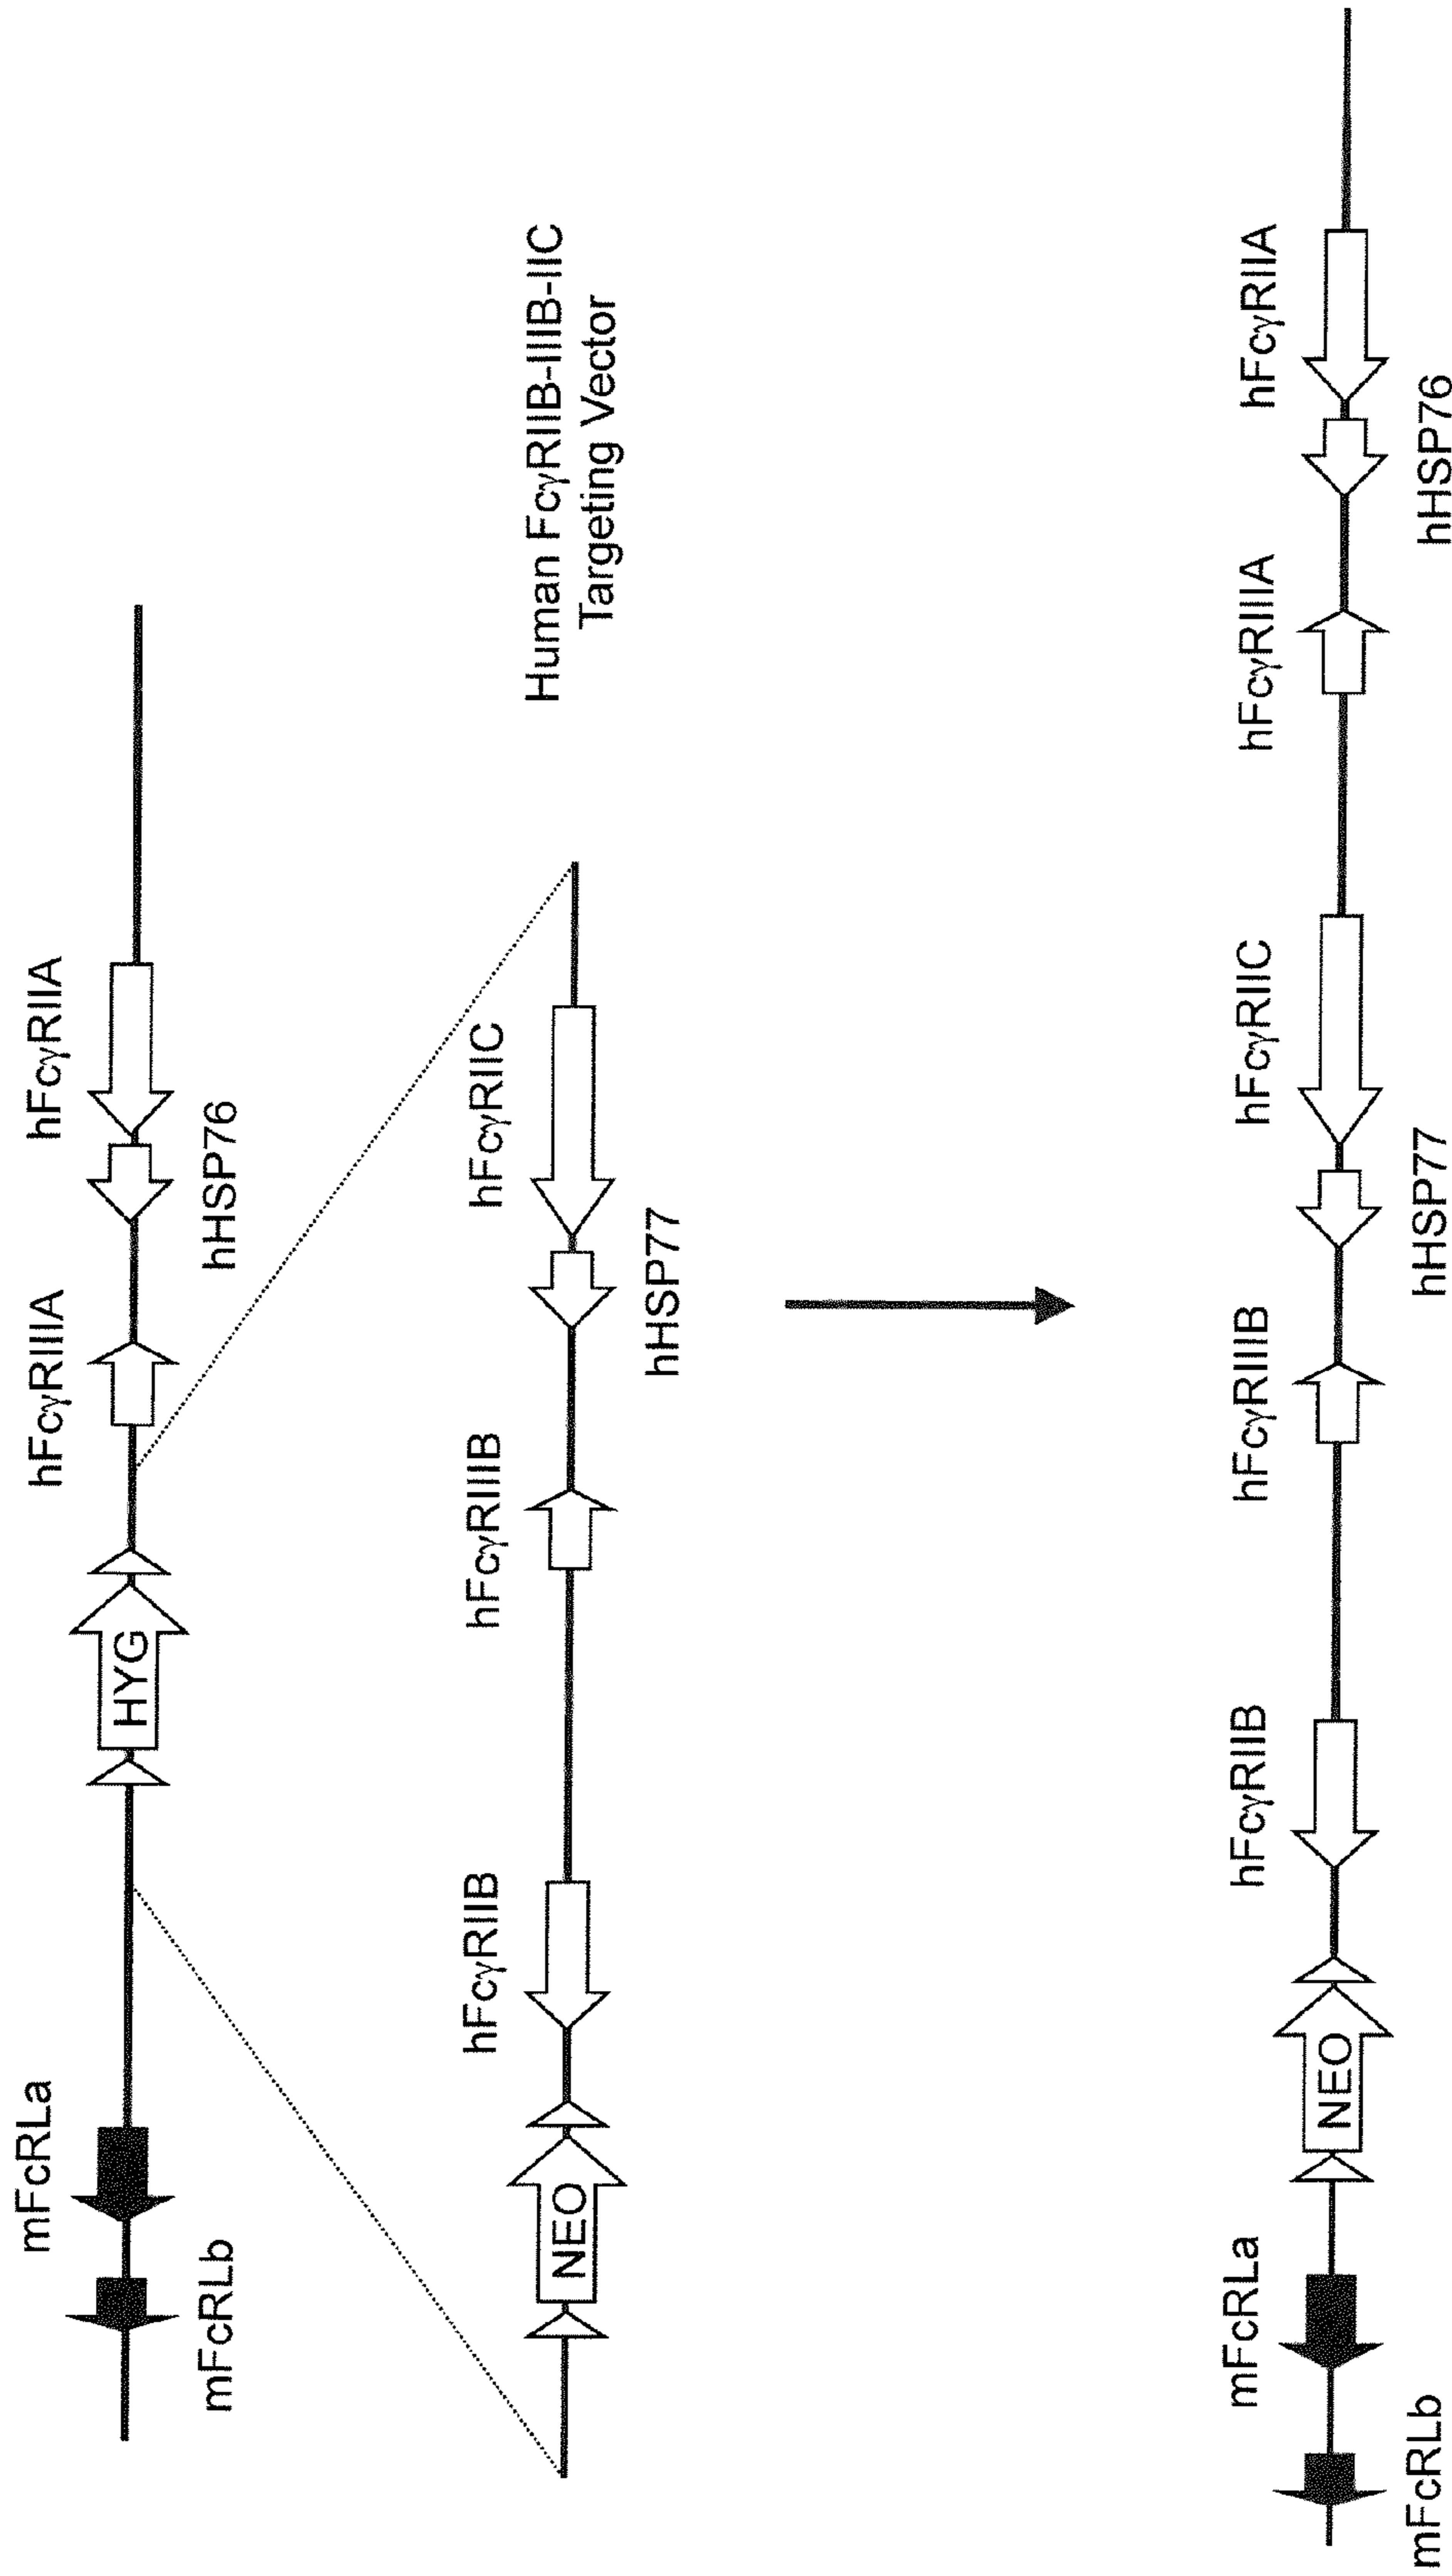 mFcRLa
mFcRLb
HYG
hFcγRIIIA
hHSP76
hFcγRIIA
NEO
hFcγRIIB
hFcγRIIIB
hHSP77
hFcγRIIC
Human FcγRIIB-IIIB-IIC
Targeting Vector
mFcRLb
mFcRLa
NEO
hFcγRIIB
hFcγRIIIB
hHSP77
hFcγRIIC
hFcγRIIIA
hHSP76
hFcγRIIA